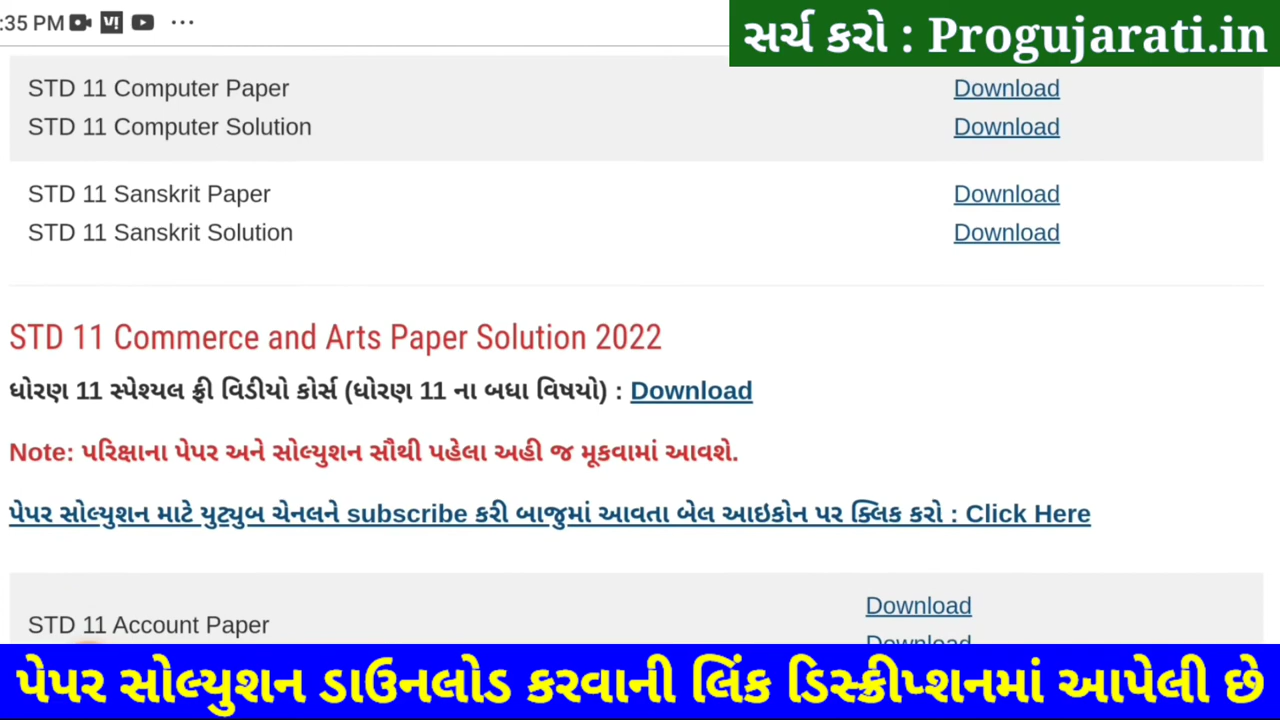 :35 PM
સર્ચ કરો : Progujarati.in
STD 11 Computer Paper Download
STD 11 Computer Solution Download
STD 11 Sanskrit Paper Download
STD 11 Sanskrit Solution Download
STD 11 Commerce and Arts Paper Solution 2022
ધોરણ 11 સ્પેશ્યલ ફ્રી વિડીયો કોર્સ (ધોરણ 11 ના બધા વિષયો) : Download
Note: પરિક્ષાના પેપર અને સોલ્યુશન સૌથી પહેલા અહી જ મૂકવામાં આવશે.
પેપર સોલ્યુશન માટે યુટ્યુબ ચેનલને subscribe કરી બાજુમાં આવતા બેલ આઇકોન પર ક્લિક કરો : Click Here
Download
STD 11 Account Paper
Download
પેપર સોલ્યુશન ડાઉનલોડ કરવાની લિંક ડિસ્ક્રીપ્શનમાં આપેલી છે